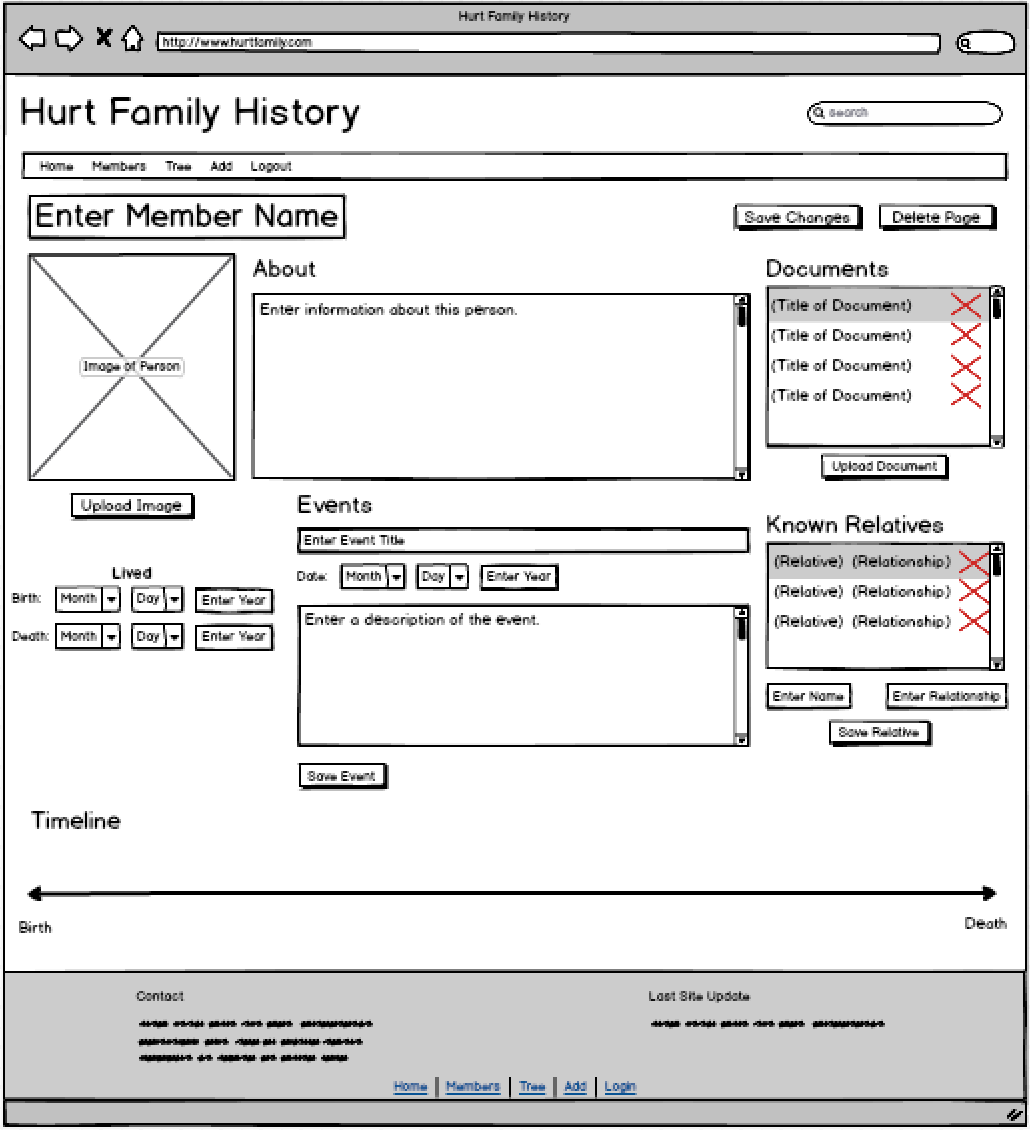 Hurt Family History
http://www.hurtfamily.com
Hurt Family History
search
Home Members Tree Add Logout
Enter Member Name
Save Changes Delete Page
Image of Person
Upload Image
About
Enter information about this person.
Documents
(Title of Document)
(Title of Document)
(Title of Document)
(Title of Document)
Upload Document
Lived
Birth: Month Day Enter Year
Death: Month Day Enter Year
Events
Enter Event Title
Date: Month Day Enter Year
Enter a description of the event.
Save Event
Known Relatives
(Relative) (Relationship)
(Relative) (Relationship)
(Relative) (Relationship)
Enter Name Enter Relationship
Save Relative
Timeline
Birth Death
Contact Last Site Update
Home Members Tree Add Login